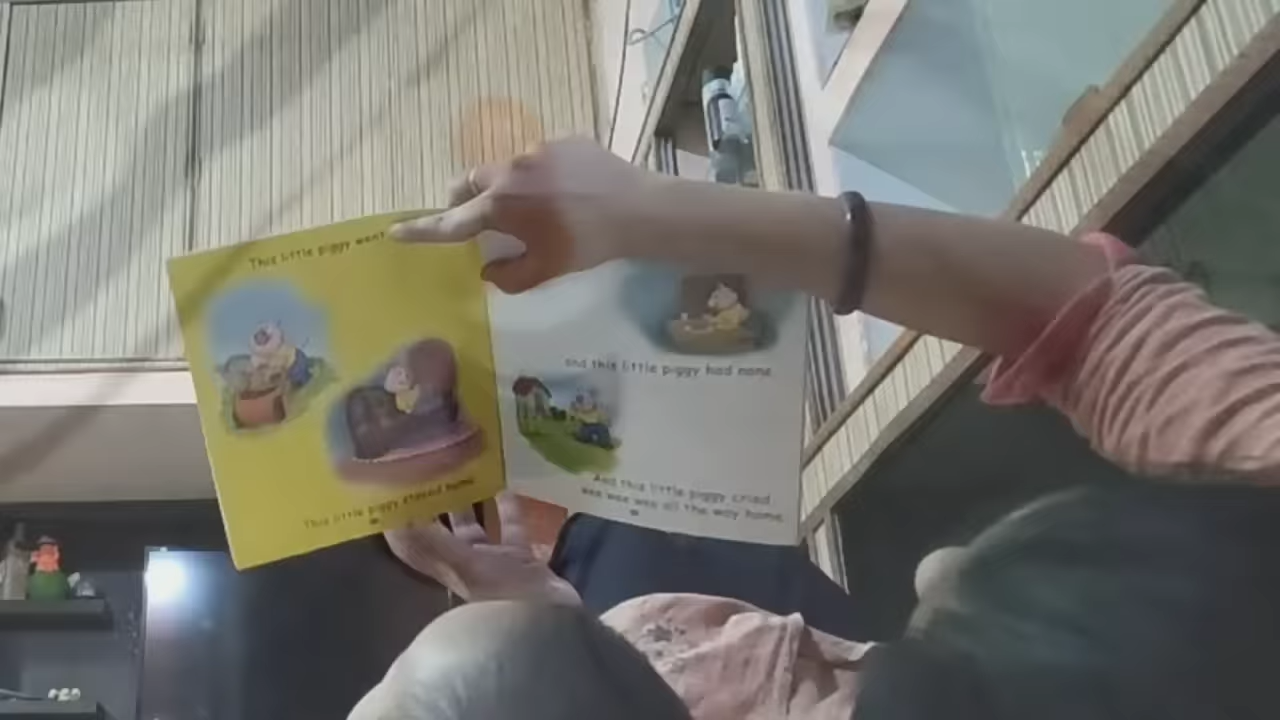 This little piggy went
This little piggy stayed home
and this little piggy had none
And this little piggy cried
wee wee wee all the way home